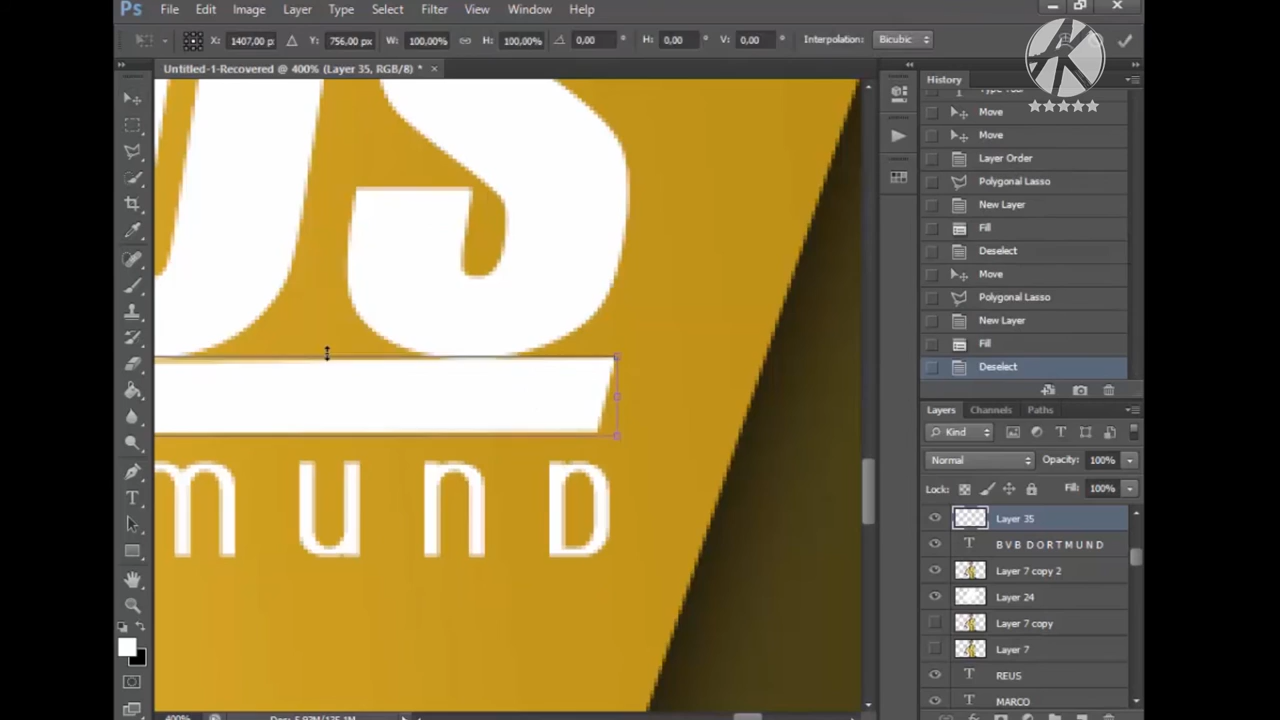 Ps File Edit Image Layer Type Select Filter View Window Help
X: 1407,00 p Y: 756,00 px W: 100,00% H: 100,00% 0,00 ° H: 0,00 ° V: 0,00 ° Interpolation: Bicubic
Untitled-1-Recovered @ 400% (Layer 35, RGB/8) * ×
History
Move
Move
Layer Order
Polygonal Lasso
New Layer
Fill
Deselect
Move
Polygonal Lasso
New Layer
Fill
Deselect
US
mund
Layers Channels Paths
Kind
Normal Opacity: 100%
Lock: Fill: 100%
Layer 35
BVB DORTMUND
Layer 7 copy 2
Layer 24
Layer 7 copy
Layer 7
REUS
MARCO
400%